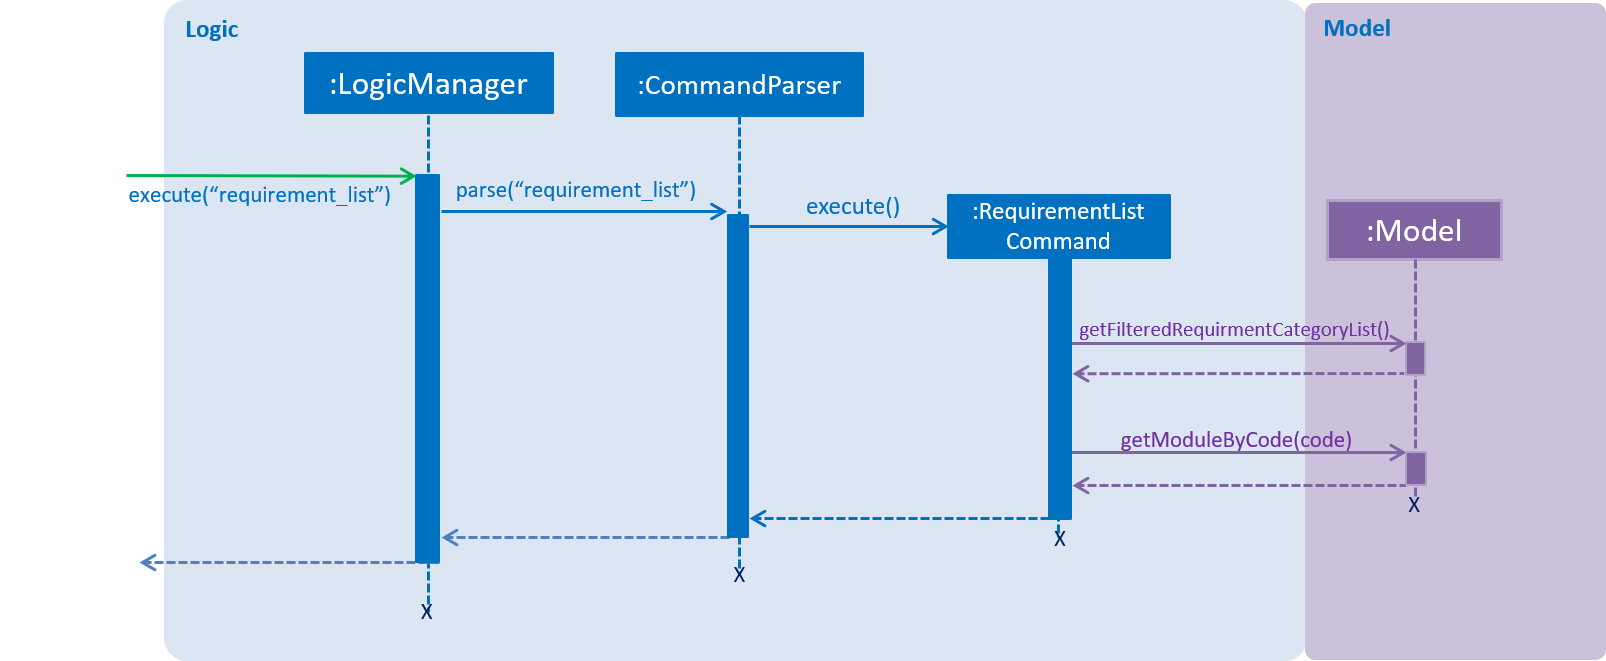 Logic
Model
:LogicManager
:CommandParser
execute(“requirement_list”)
parse(“requirement_list”)
execute()
:RequirementList
Command
:Model
getFilteredRequirmentCategoryList()
getModuleByCode(code)
X
X
X
X